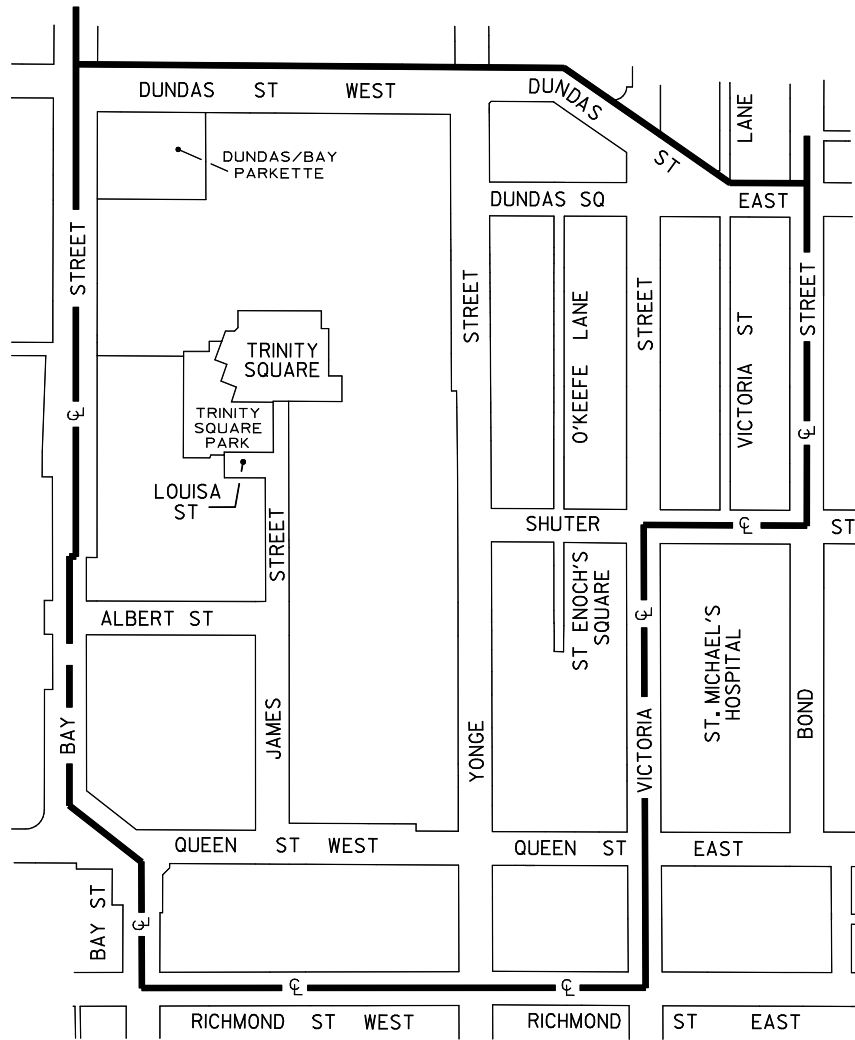 DUNDAS ST WEST
DUNDAS ST EAST
LANE
DUNDAS/BAY
PARKETTE
DUNDAS SQ
STREET
STREET
O'KEEFE LANE
STREET
VICTORIA ST
STREET
TRINITY
SQUARE
TRINITY
SQUARE
PARK
LOUISA
ST
STREET
℄
℄
SHUTER ℄ ST
ST ENOCH'S
SQUARE
℄
ALBERT ST
ST. MICHAEL'S
HOSPITAL
BAY
JAMES
YONGE
VICTORIA
BOND
QUEEN ST WEST
QUEEN ST EAST
BAY ST
℄
℄
℄
RICHMOND ST WEST
RICHMOND ST EAST